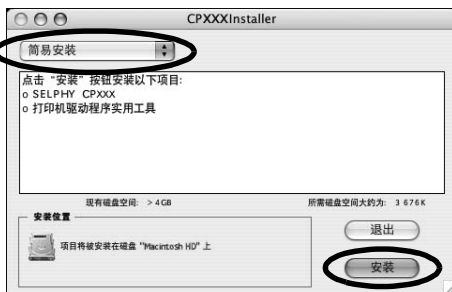 CPXXXInstaller
简易安装
点击 “安装” 按钮安装以下项目:
o SELPHY CPXXX
o 打印机驱动程序实用工具
现有磁盘空间: > 4GB
所需磁盘空间大约为: 3 676K
安装位置
项目将被安装在磁盘 "Macintosh HD" 上
退出
安装